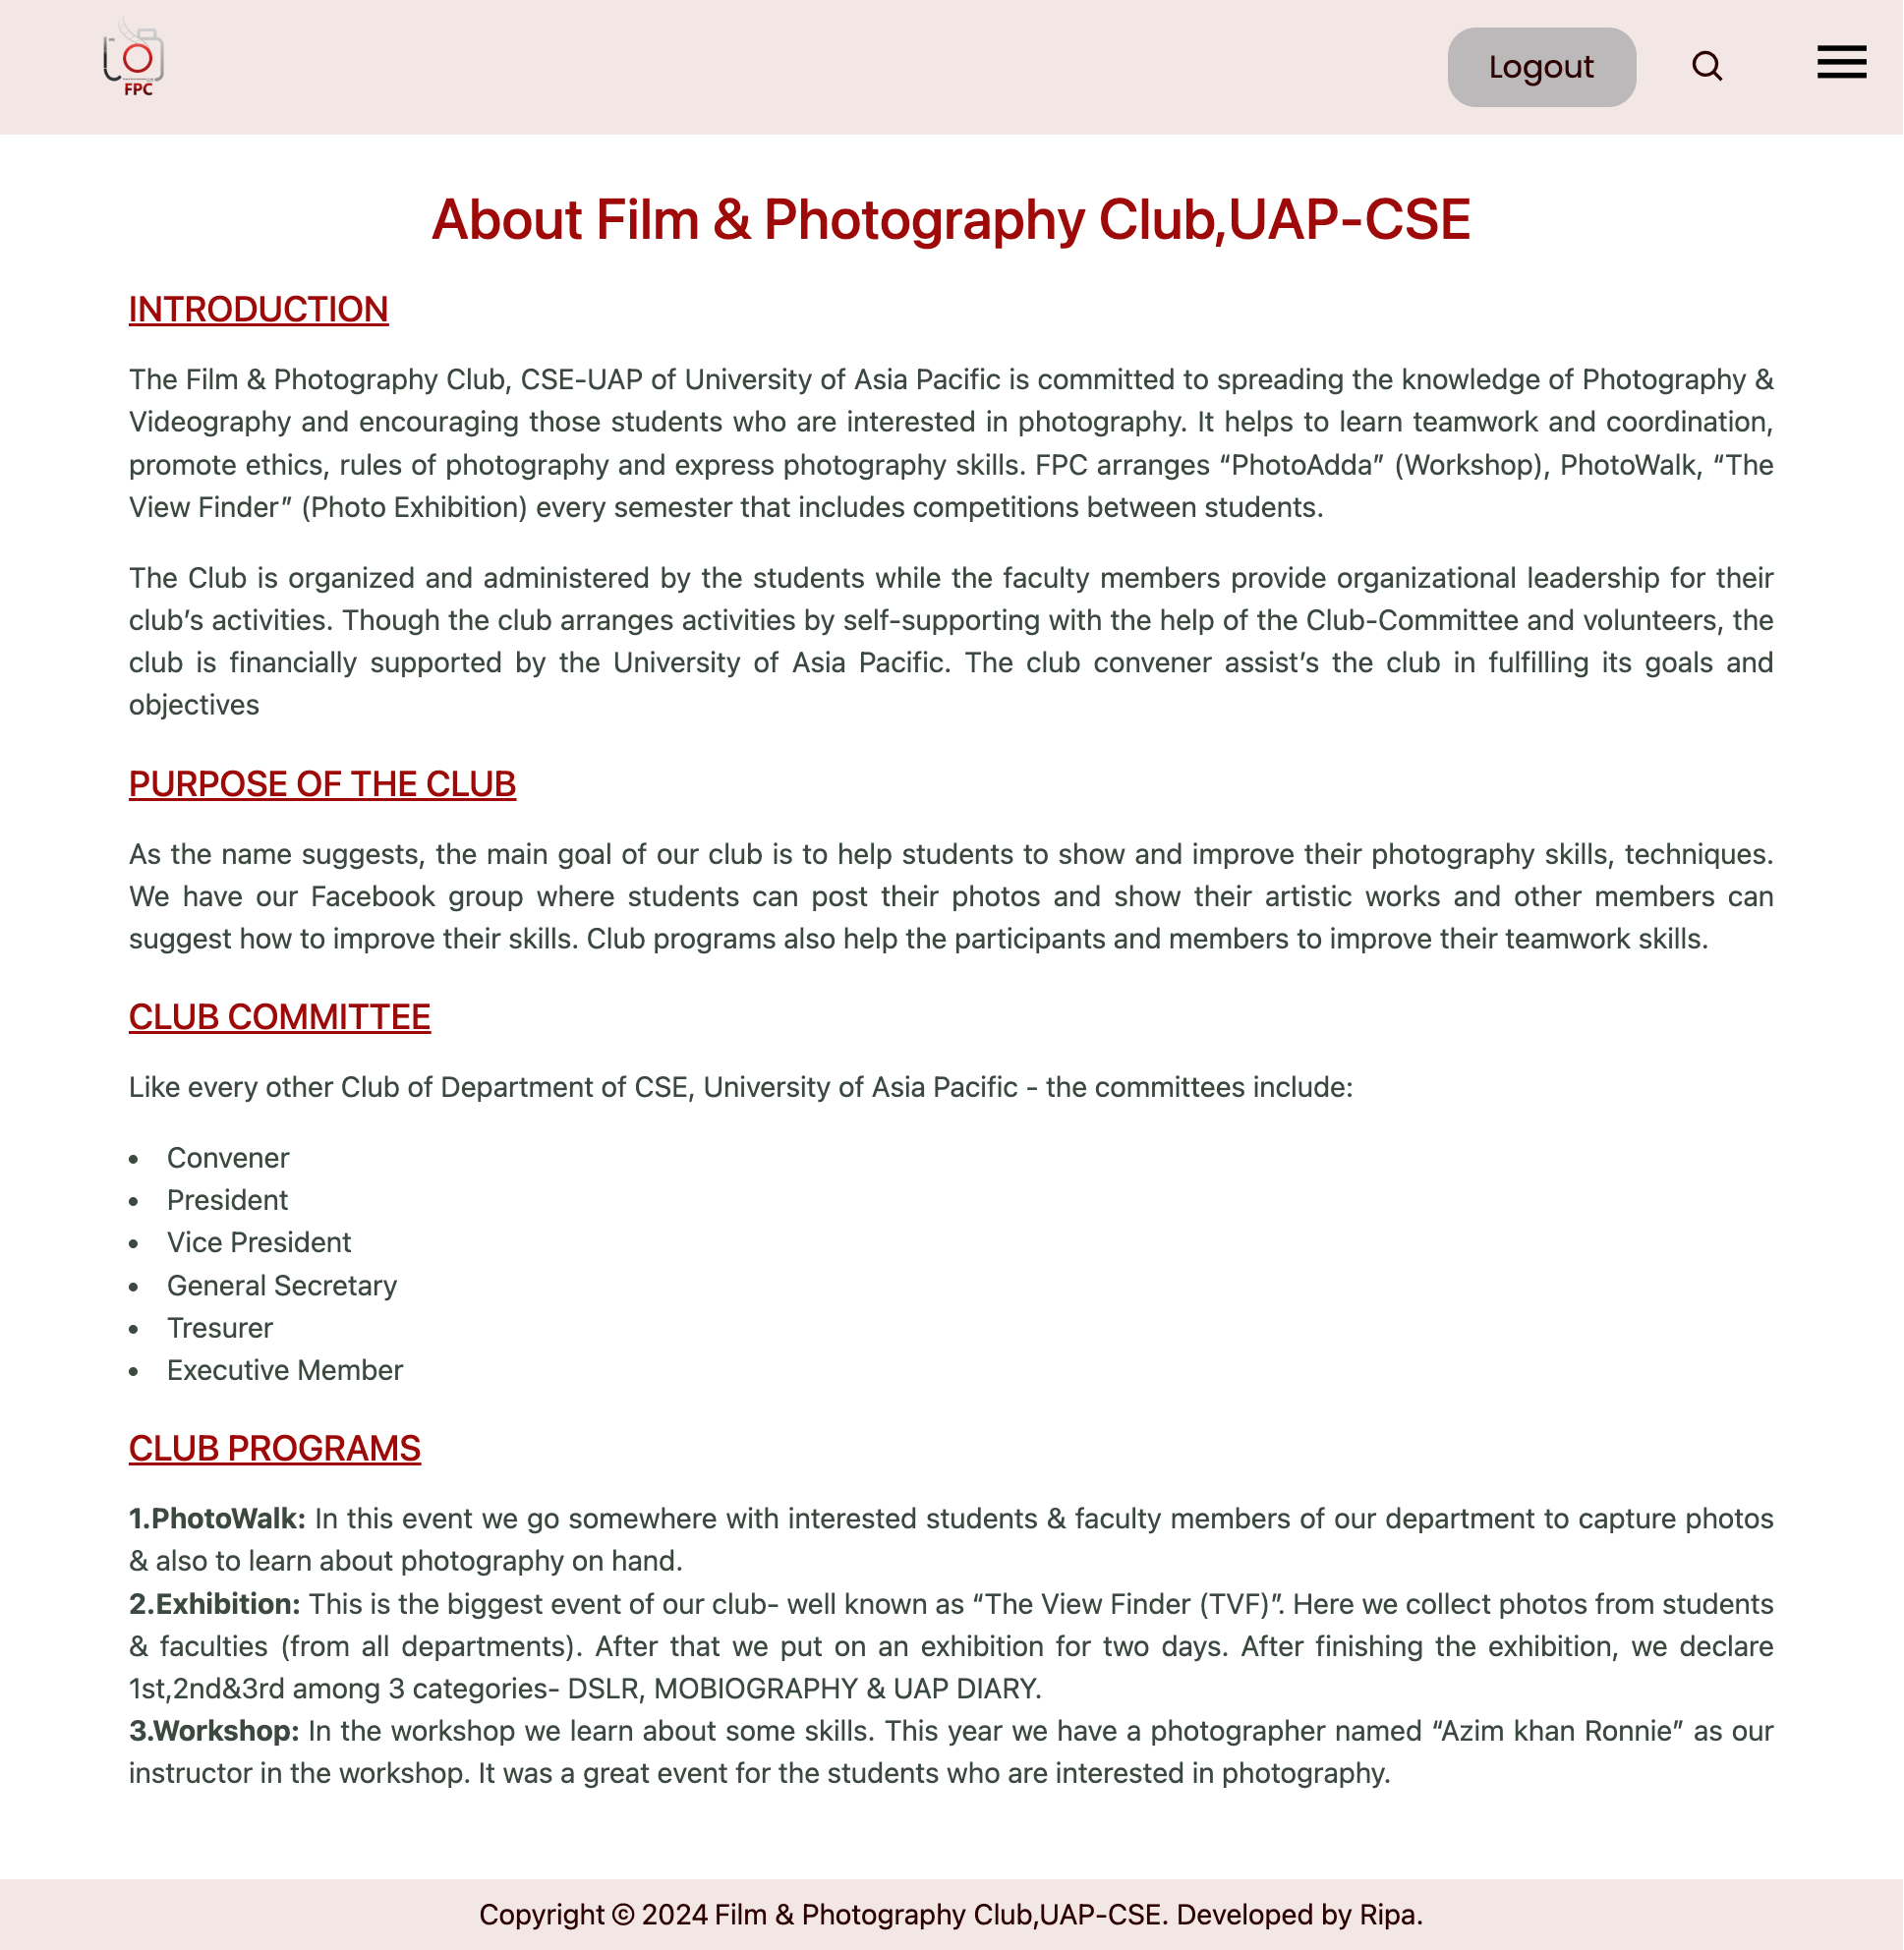 FPC
Logout
About Film & Photography Club,UAP-CSE
INTRODUCTION
The Film & Photography Club, CSE-UAP of University of Asia Pacific is committed to spreading the knowledge of Photography &
Videography and encouraging those students who are interested in photography. It helps to learn teamwork and coordination,
promote ethics, rules of photography and express photography skills. FPC arranges “PhotoAdda” (Workshop), PhotoWalk, “The
View Finder” (Photo Exhibition) every semester that includes competitions between students.
The Club is organized and administered by the students while the faculty members provide organizational leadership for their
club’s activities. Though the club arranges activities by self-supporting with the help of the Club-Committee and volunteers, the
club is financially supported by the University of Asia Pacific. The club convener assist’s the club in fulfilling its goals and
objectives
PURPOSE OF THE CLUB
As the name suggests, the main goal of our club is to help students to show and improve their photography skills, techniques.
We have our Facebook group where students can post their photos and show their artistic works and other members can
suggest how to improve their skills. Club programs also help the participants and members to improve their teamwork skills.
CLUB COMMITTEE
Like every other Club of Department of CSE, University of Asia Pacific - the committees include:
• Convener
• President
• Vice President
• General Secretary
• Tresurer
• Executive Member
CLUB PROGRAMS
1.PhotoWalk: In this event we go somewhere with interested students & faculty members of our department to capture photos
& also to learn about photography on hand.
2.Exhibition: This is the biggest event of our club- well known as “The View Finder (TVF)”. Here we collect photos from students
& faculties (from all departments). After that we put on an exhibition for two days. After finishing the exhibition, we declare
1st,2nd&3rd among 3 categories- DSLR, MOBIOGRAPHY & UAP DIARY.
3.Workshop: In the workshop we learn about some skills. This year we have a photographer named “Azim khan Ronnie” as our
instructor in the workshop. It was a great event for the students who are interested in photography.
Copyright © 2024 Film & Photography Club,UAP-CSE. Developed by Ripa.